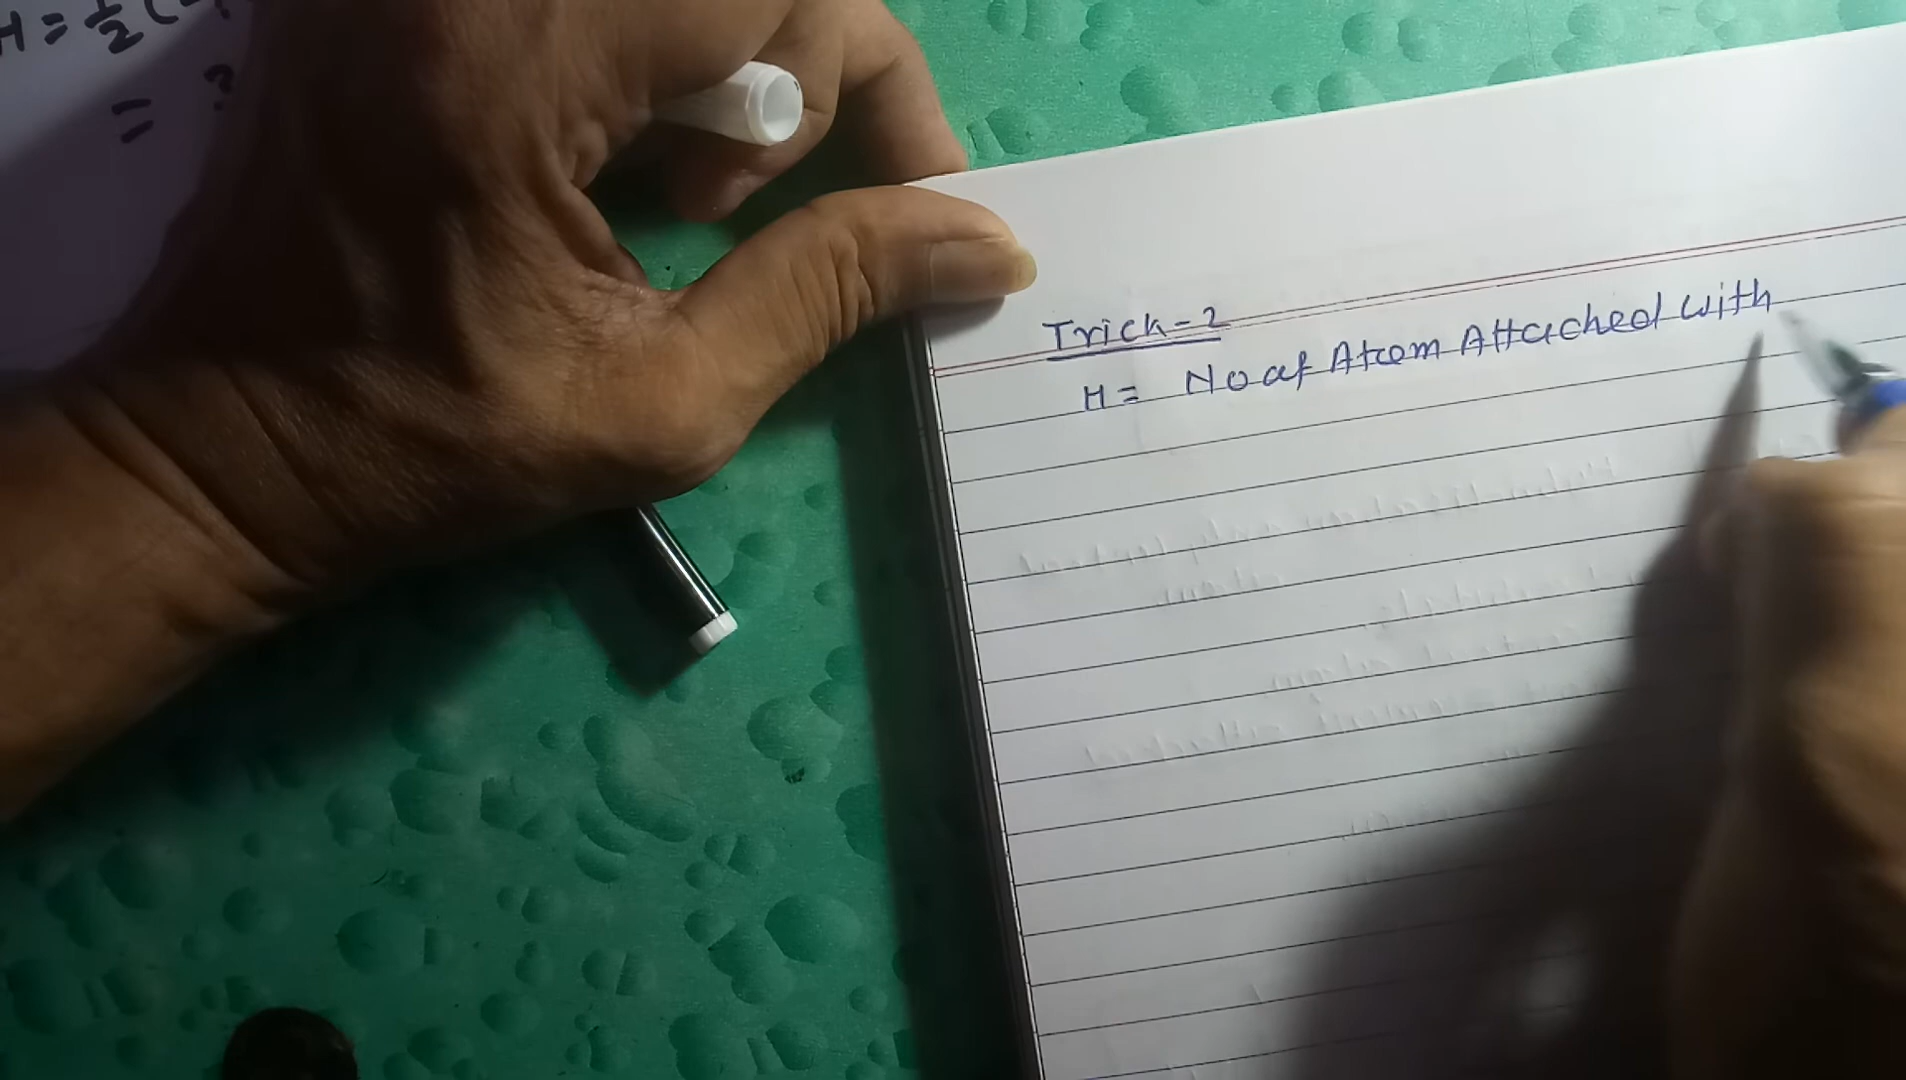 H = 1/2 (
= ?
Trick-2
H = No of Atom Attached with